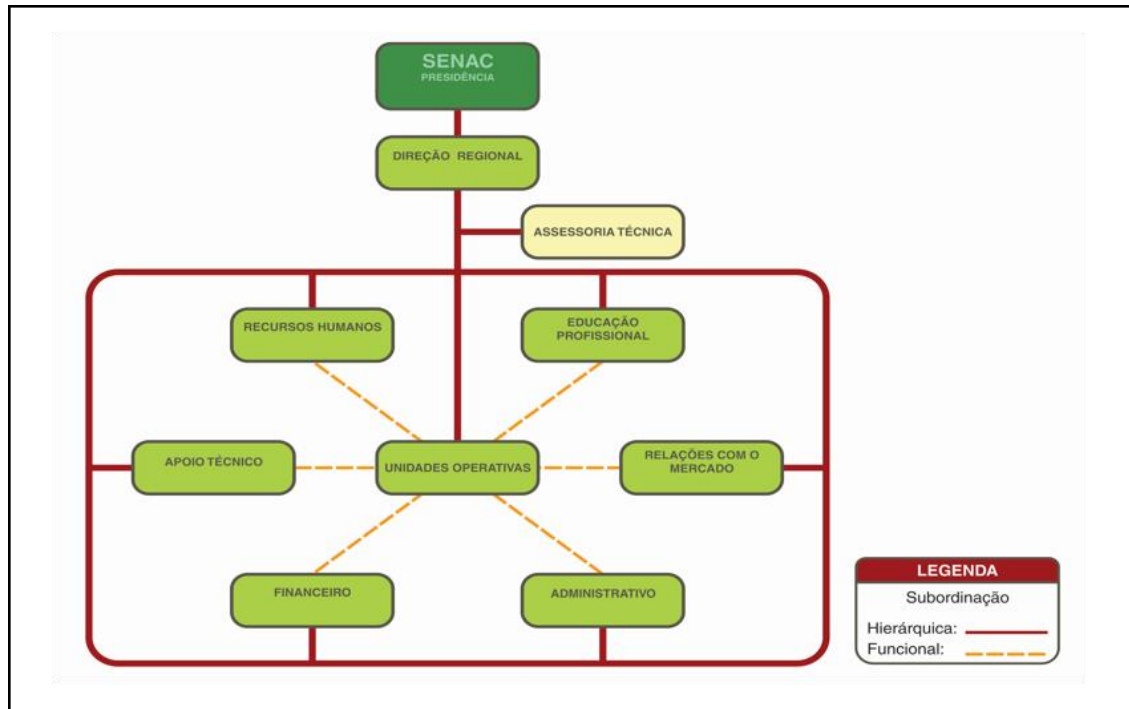 SENAC
PRESIDÊNCIA
DIREÇÃO REGIONAL
ASSESSORIA TÉCNICA
RECURSOS HUMANOS
EDUCAÇÃO
PROFISSIONAL
APOIO TÉCNICO
UNIDADES OPERATIVAS
RELAÇÕES COM O
MERCADO
FINANCEIRO
ADMINISTRATIVO
LEGENDA
Subordinação
Hierárquica:
Funcional: